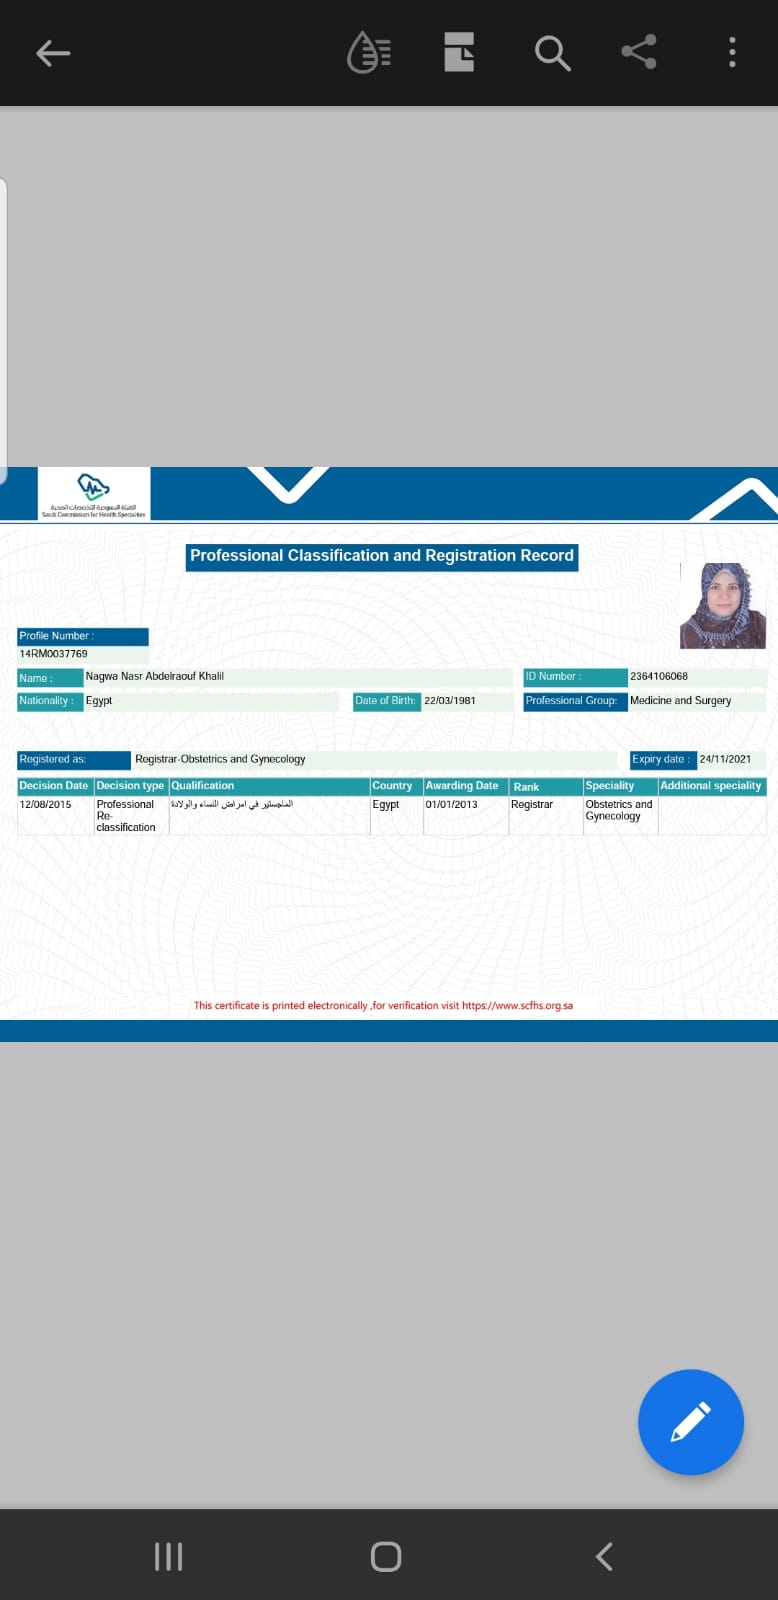 الهيئة السعودية للتخصصات الصحية
Saudi Commission for Health Specialties
Professional Classification and Registration Record
Profile Number :
14RM0037769
Name : Nagwa Nasr Abdelraouf Khalil ID Number : 2364106068
Nationality : Egypt Date of Birth: 22/03/1981 Professional Group: Medicine and Surgery
Registered as: Registrar-Obstetrics and Gynecology Expiry date : 24/11/2021
Decision Date Decision type Qualification Country Awarding Date Rank Speciality Additional speciality
12/08/2015 Professional الماجستير في امراض النساء والولادة Egypt 01/01/2013 Registrar Obstetrics and
Re- Gynecology
classification
This certificate is printed electronically ,for verification visit https://www.scfhs.org.sa